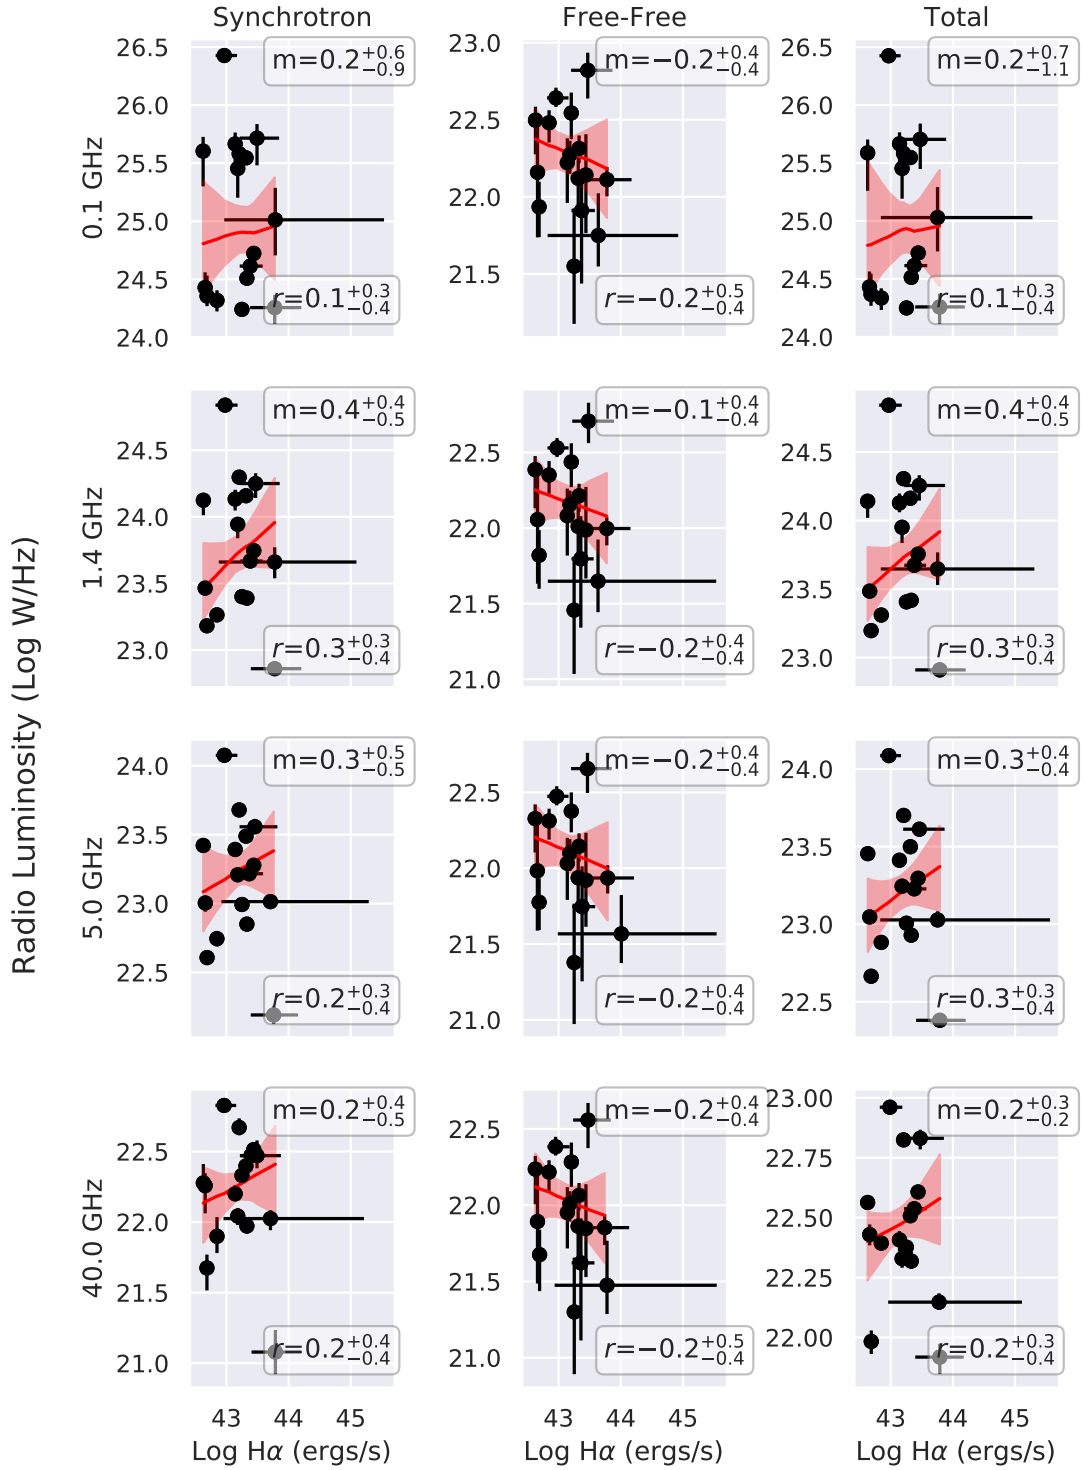 Synchrotron Free-Free Total
26.5
26.0
25.5
25.0
24.5
24.0
m=0.2+0.6−0.9
r=0.1+0.3−0.4
23.0
22.5
22.0
21.5
m=−0.2+0.4−0.4
r=−0.2+0.5−0.4
26.5
26.0
25.5
25.0
24.5
24.0
m=0.2+0.7−1.1
r=0.1+0.3−0.4
0.1 GHz
24.5
24.0
23.5
23.0
m=0.4+0.4−0.5
r=0.3+0.3−0.4
22.5
22.0
21.5
21.0
m=−0.1+0.4−0.4
r=−0.2+0.4−0.4
24.5
24.0
23.5
23.0
m=0.4+0.4−0.5
r=0.3+0.3−0.4
1.4 GHz
Radio Luminosity (Log W/Hz)
24.0
23.5
23.0
22.5
m=0.3+0.5−0.5
r=0.2+0.3−0.4
22.5
22.0
21.5
21.0
m=−0.2+0.4−0.4
r=−0.2+0.4−0.4
24.0
23.5
23.0
22.5
m=0.3+0.4−0.4
r=0.3+0.3−0.4
5.0 GHz
22.5
22.0
21.5
21.0
m=0.2+0.4−0.5
r=0.2+0.4−0.4
22.5
22.0
21.5
21.0
m=−0.2+0.4−0.4
r=−0.2+0.5−0.4
23.00
22.75
22.50
22.25
22.00
m=0.2+0.3−0.2
r=0.2+0.3−0.4
40.0 GHz
43 44 45 43 44 45 43 44 45
Log Hα (ergs/s) Log Hα (ergs/s) Log Hα (ergs/s)